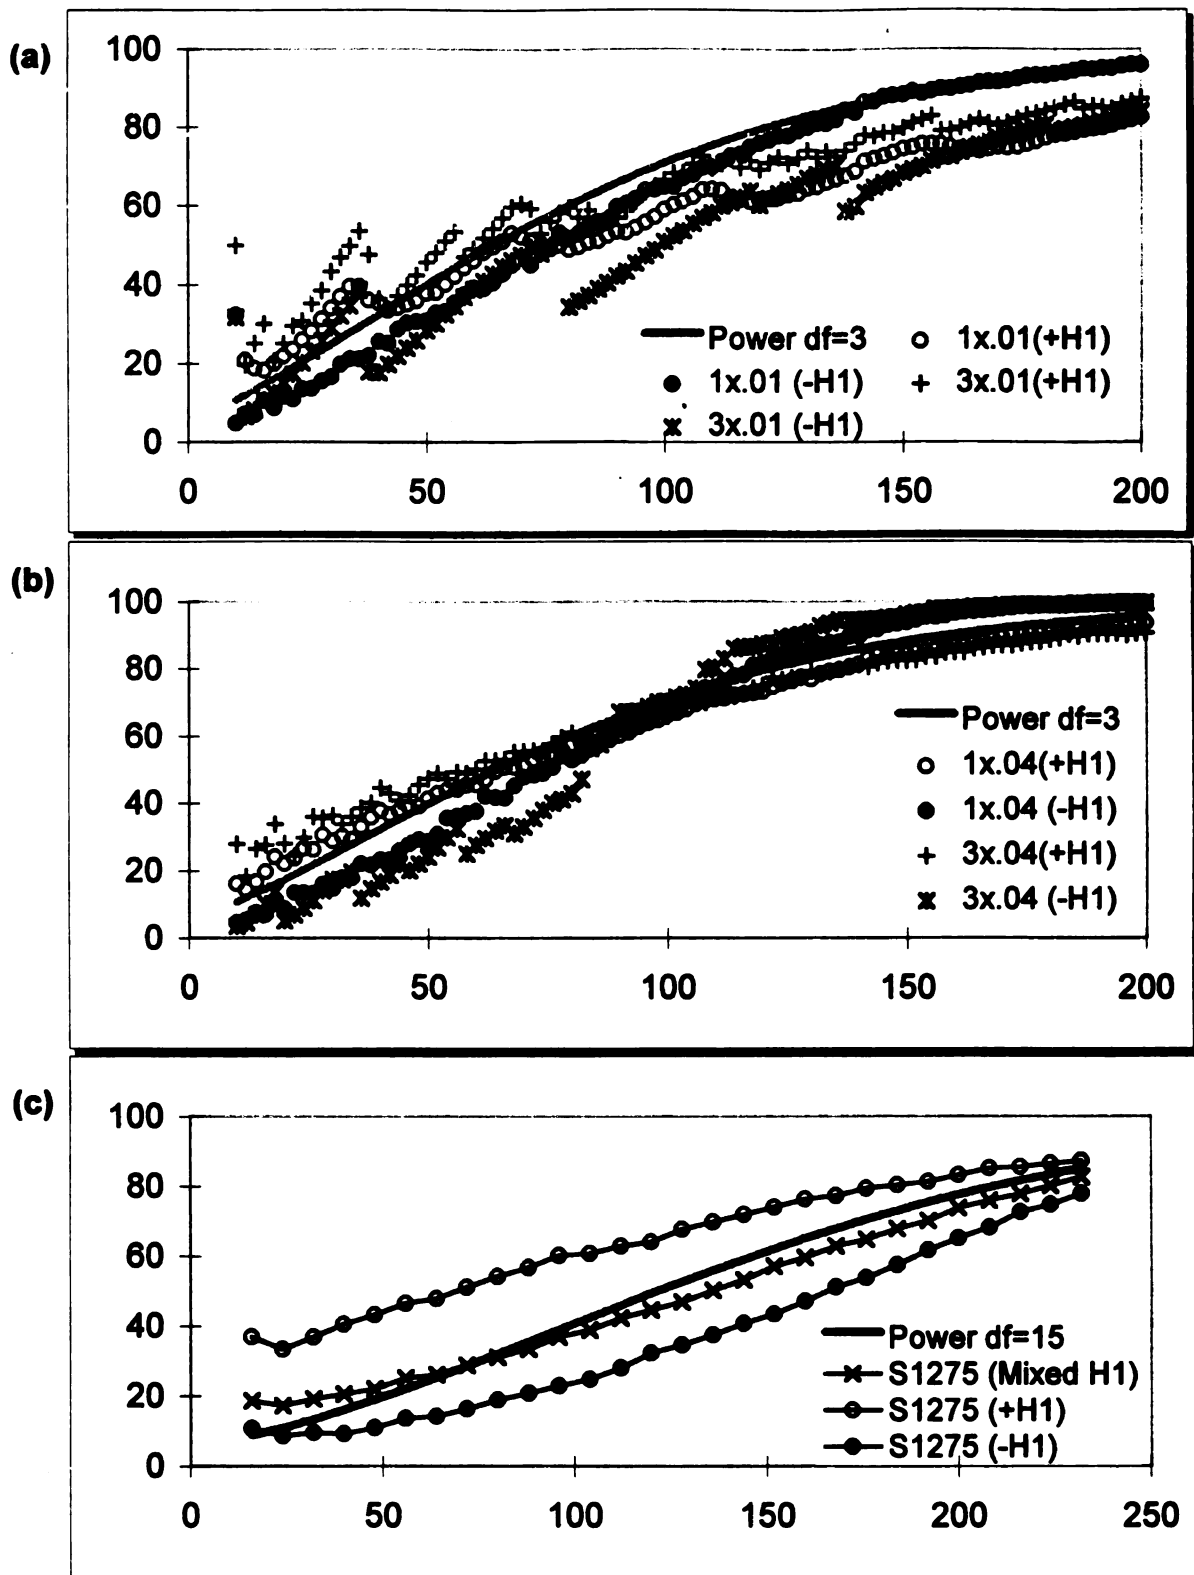 (a)
100
80
60
40
20
0
0 50 100 150 200
Power df=3
1x.01(+H1)
1x.01 (-H1)
3x.01(+H1)
3x.01 (-H1)
(b)
100
80
60
40
20
0
0 50 100 150 200
Power df=3
1x.04(+H1)
1x.04 (-H1)
3x.04(+H1)
3x.04 (-H1)
(c)
100
80
60
40
20
0
0 50 100 150 200 250
Power df=15
S1275 (Mixed H1)
S1275 (+H1)
S1275 (-H1)